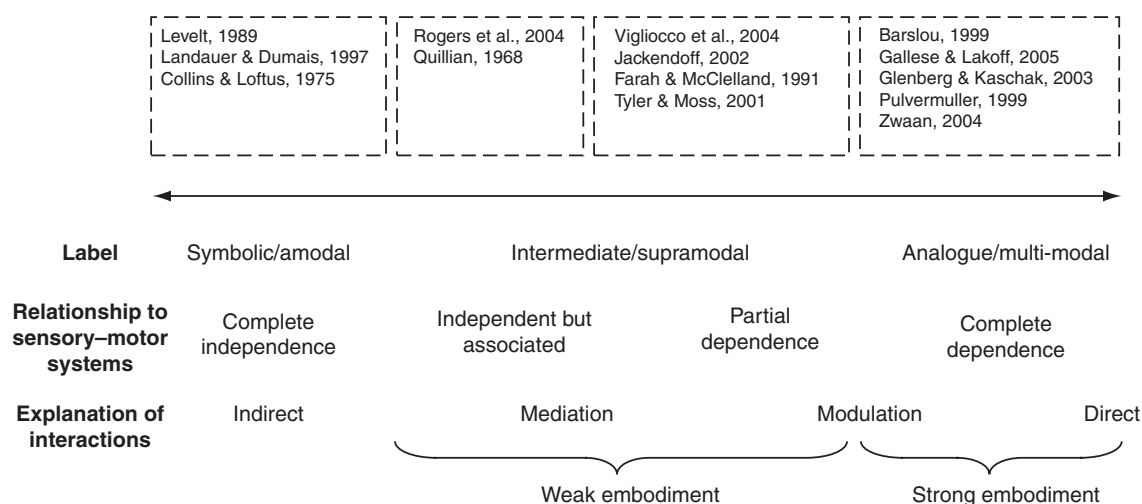 Levelt, 1989
Landauer & Dumais, 1997
Collins & Loftus, 1975
Rogers et al., 2004
Quillian, 1968
Vigliocco et al., 2004
Jackendoff, 2002
Farah & McClelland, 1991
Tyler & Moss, 2001
Barslou, 1999
Gallese & Lakoff, 2005
Glenberg & Kaschak, 2003
Pulvermuller, 1999
Zwaan, 2004
Label
Symbolic/amodal
Intermediate/supramodal
Analogue/multi-modal
Relationship to
sensory–motor
systems
Complete
independence
Independent but
associated
Partial
dependence
Complete
dependence
Explanation of
interactions
Indirect
Mediation
Modulation
Direct
Weak embodiment
Strong embodiment